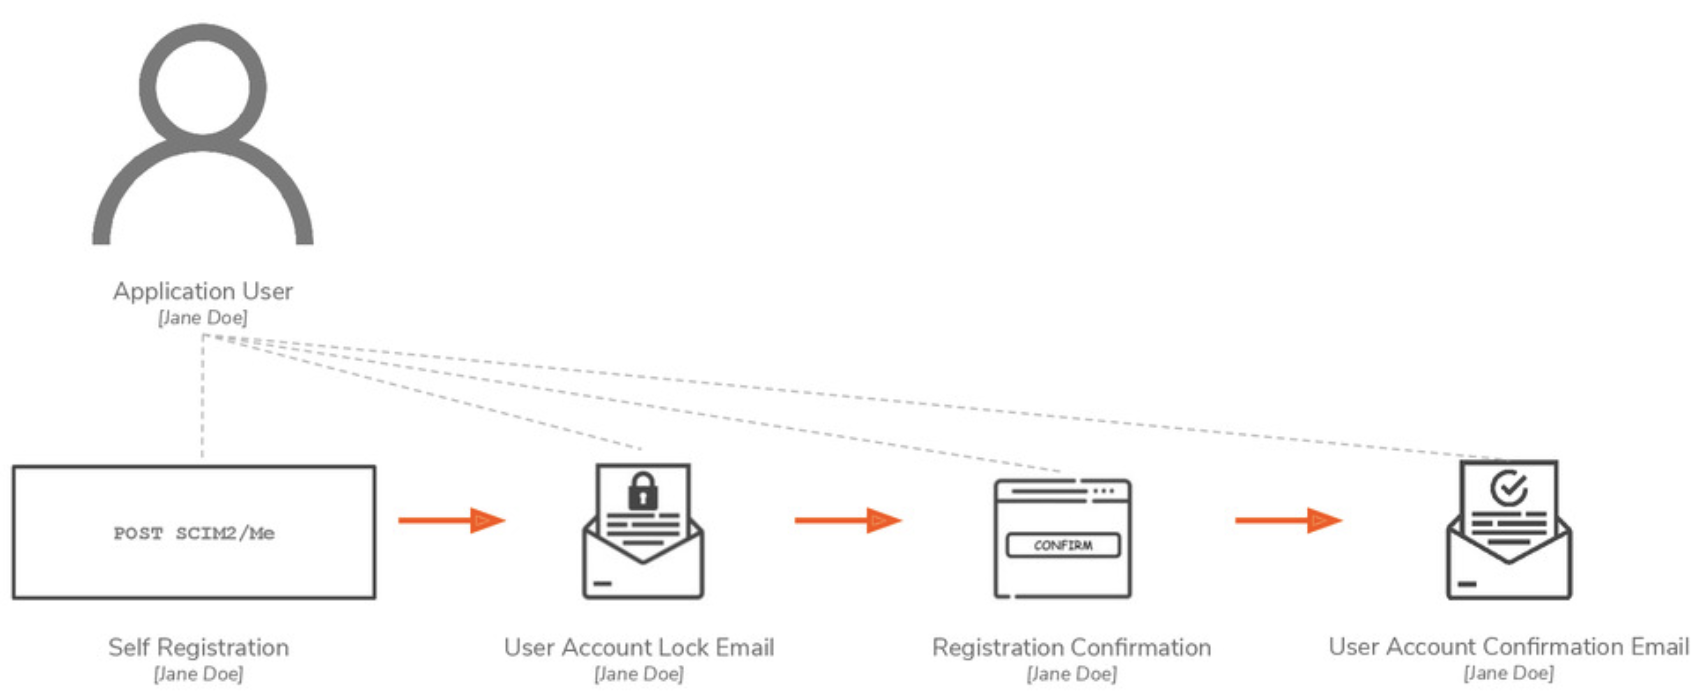 Application User
[Jane Doe]
POST SCIM2/Me
CONFIRM
Self Registration
[Jane Doe]
User Account Lock Email
[Jane Doe]
Registration Confirmation
[Jane Doe]
User Account Confirmation Email
[Jane Doe]